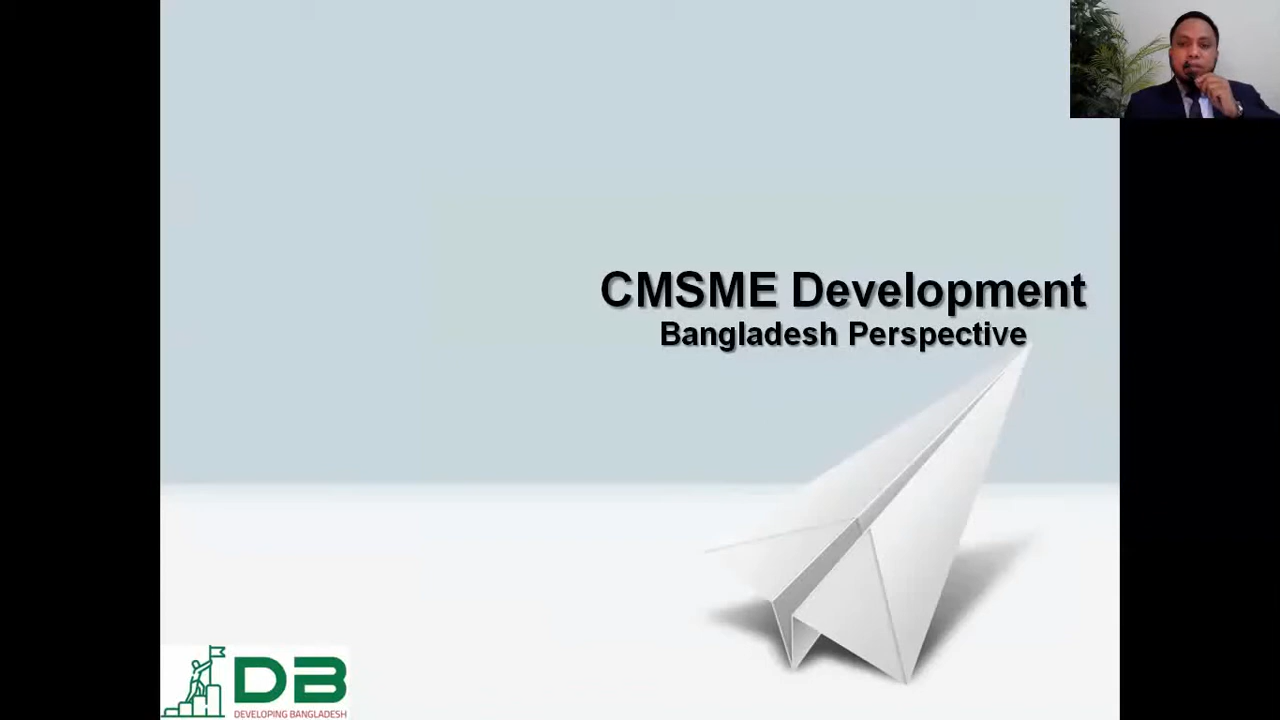 CMSME Development
Bangladesh Perspective
DB
DEVELOPING BANGLADESH